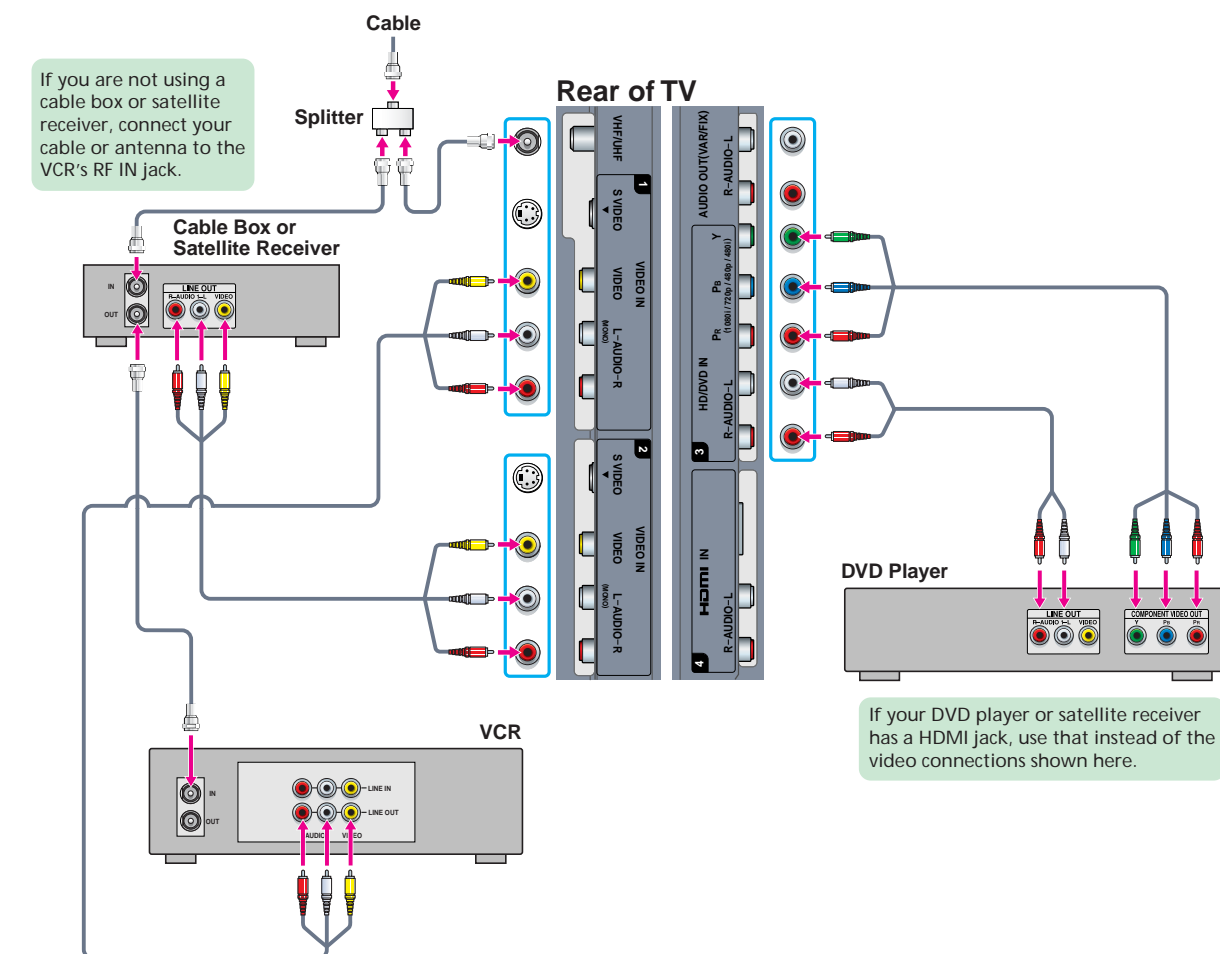 Cable
If you are not using a
cable box or satellite
receiver, connect your
cable or antenna to the
VCR's RF IN jack.
Splitter
Rear of TV
VHF/UHF
1
S VIDEO
VIDEO IN
VIDEO
L-AUDIO-R
(MONO)
2
S VIDEO
VIDEO IN
VIDEO
L-AUDIO-R
(MONO)
AUDIO OUT(VAR/FIX)
R-AUDIO-L
Y
PB
PR
(1080i / 720p / 480p / 480i)
HD/DVD IN
R-AUDIO-L
3
HDMI IN
R-AUDIO-L
4
Cable Box or
Satellite Receiver
IN
OUT
LINE OUT
R-AUDIO 1-L VIDEO
DVD Player
LINE OUT
R-AUDIO 1-L VIDEO
COMPONENT VIDEO OUT
Y PB PR
If your DVD player or satellite receiver
has a HDMI jack, use that instead of the
video connections shown here.
VCR
IN
OUT
LINE IN
LINE OUT
AUDIO VIDEO